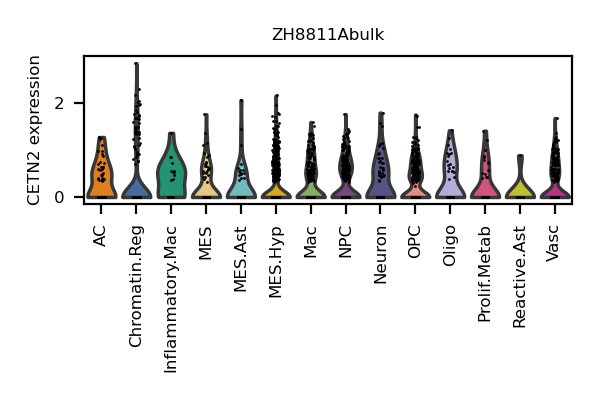 ZH8811Abulk
CETN2 expression
2
0
AC
Chromatin.Reg
Inflammatory.Mac
MES
MES.Ast
MES.Hyp
Mac
NPC
Neuron
OPC
Oligo
Prolif.Metab
Reactive.Ast
Vasc